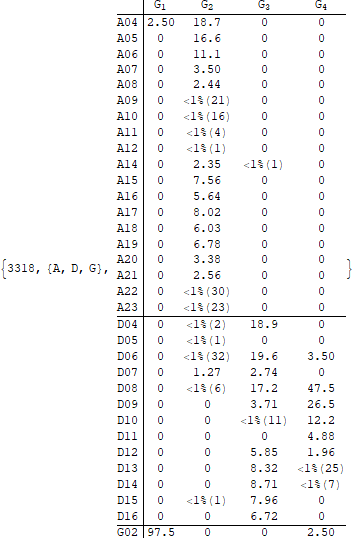 G1 G2 G3 G4
A04 2.50 18.7 0 0
A05 0 16.6 0 0
A06 0 11.1 0 0
A07 0 3.50 0 0
A08 0 2.44 0 0
A09 0 <1%(21) 0 0
A10 0 <1%(16) 0 0
A11 0 <1%(4) 0 0
A12 0 <1%(1) 0 0
A14 0 2.35 <1%(1) 0
A15 0 7.56 0 0
A16 0 5.64 0 0
A17 0 8.02 0 0
A18 0 6.03 0 0
A19 0 6.78 0 0
A20 0 3.38 0 0
{3318, {A, D, G}, }
A21 0 2.56 0 0
A22 0 <1%(30) 0 0
A23 0 <1%(23) 0 0
D04 0 <1%(2) 18.9 0
D05 0 <1%(1) 0 0
D06 0 <1%(32) 19.6 3.50
D07 0 1.27 2.74 0
D08 0 <1%(6) 17.2 47.5
D09 0 0 3.71 26.5
D10 0 0 <1%(11) 12.2
D11 0 0 0 4.88
D12 0 0 5.85 1.96
D13 0 0 8.32 <1%(25)
D14 0 0 8.71 <1%(7)
D15 0 <1%(1) 7.96 0
D16 0 0 6.72 0
G02 97.5 0 0 2.50